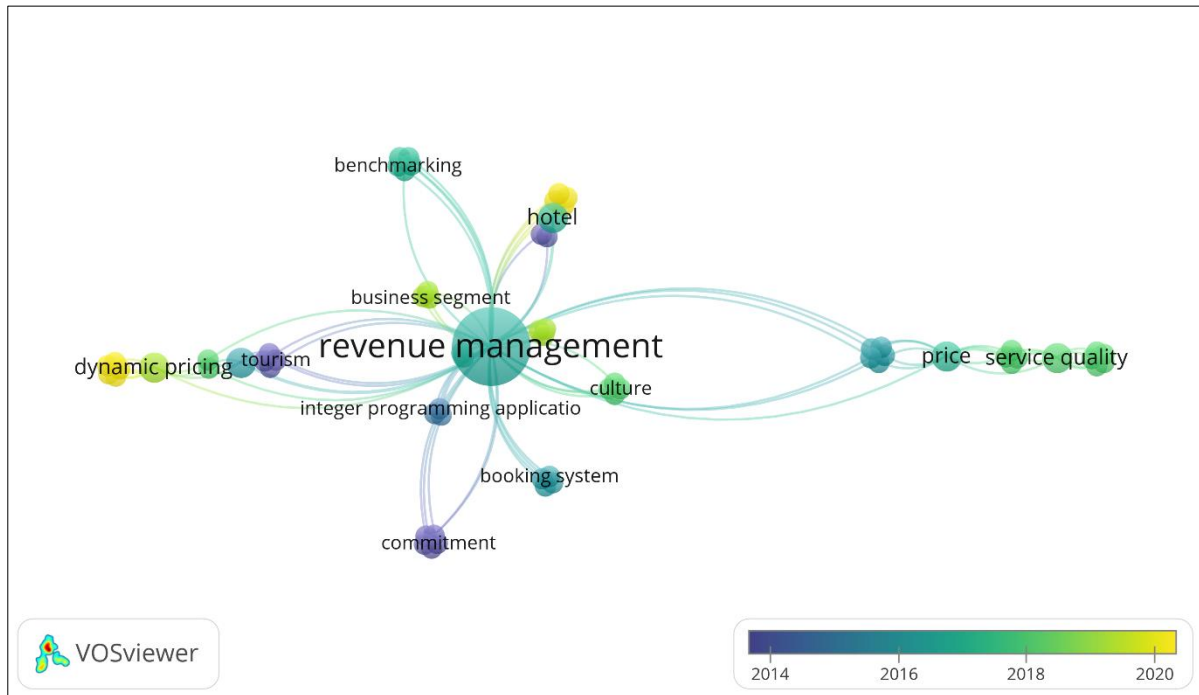 benchmarking
hotel
business segment
revenue management
dynamic pricing
tourism
price
service quality
culture
integer programming applicatio
booking system
commitment
VOSviewer
2014
2016
2018
2020